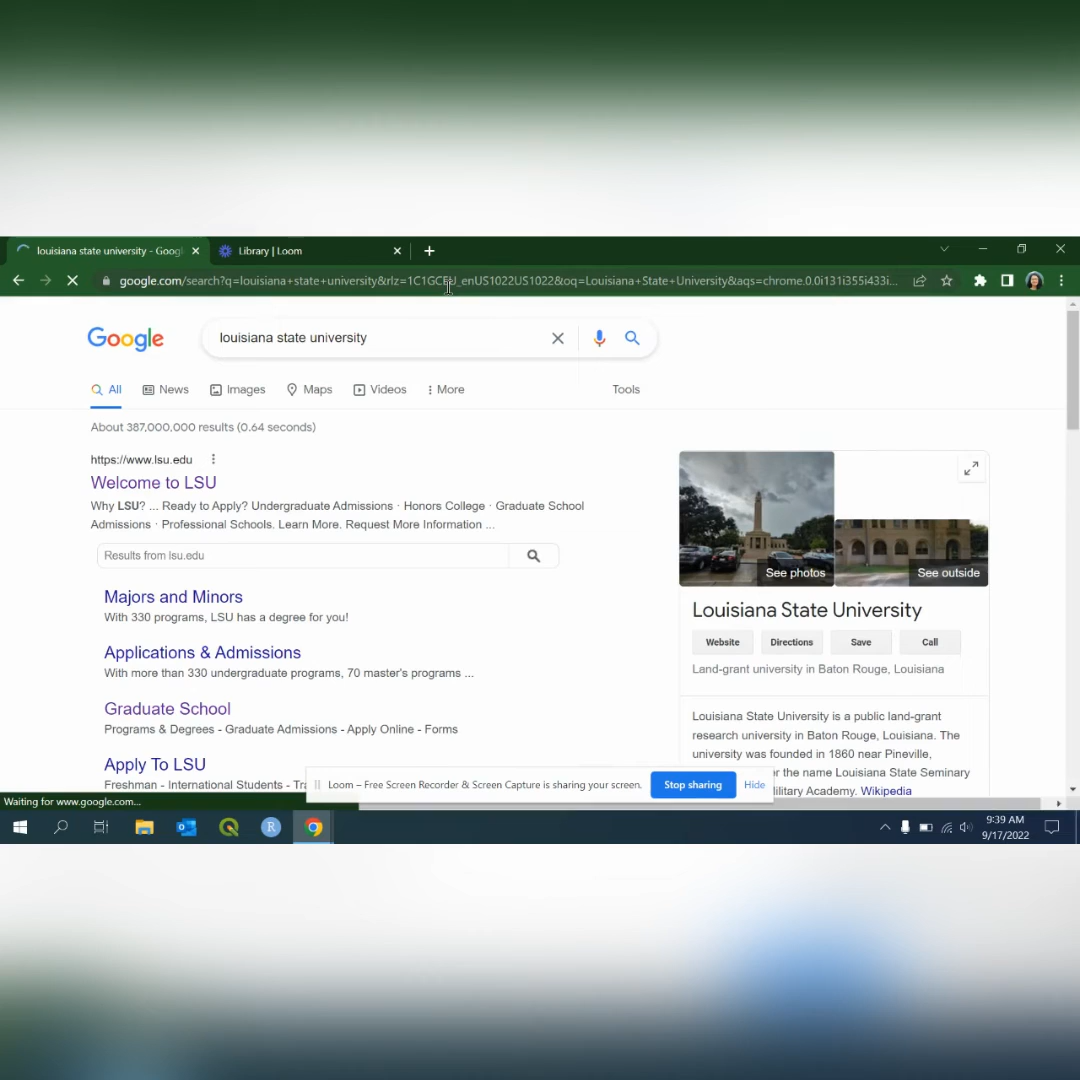 louisiana state university - Googl
Library | Loom
google.com/search?q=louisiana+state+university&rlz=1C1GCEU_enUS1022US1022&oq=Louisiana+State+University&aqs=chrome.0.0i131i355i433i...
Google
louisiana state university
All
News
Images
Maps
Videos
More
Tools
About 387,000,000 results (0.64 seconds)
https://www.lsu.edu
Welcome to LSU
Why LSU? ... Ready to Apply? Undergraduate Admissions · Honors College · Graduate School
Admissions · Professional Schools. Learn More. Request More Information ...
Results from lsu.edu
Majors and Minors
With 330 programs, LSU has a degree for you!
Applications & Admissions
With more than 330 undergraduate programs, 70 master's programs ...
Graduate School
Programs & Degrees - Graduate Admissions - Apply Online - Forms
Apply To LSU
Freshman - International Students - Tra
See photos
See outside
Louisiana State University
Website
Directions
Save
Call
Land-grant university in Baton Rouge, Louisiana
Louisiana State University is a public land-grant
research university in Baton Rouge, Louisiana. The
university was founded in 1860 near Pineville,
r the name Louisiana State Seminary
ilitary Academy. Wikipedia
Loom – Free Screen Recorder & Screen Capture is sharing your screen.
Stop sharing
Hide
Waiting for www.google.com...
R
9:39 AM
9/17/2022